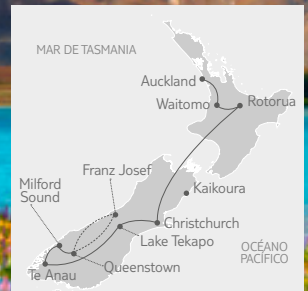 MAR DE TASMANIA
Auckland
Waitomo
Rotorua
Franz Josef
Milford
Sound
Kaikoura
Christchurch
Lake Tekapo
OCÉANO
PACÍFICO
Te Anau
Queenstown